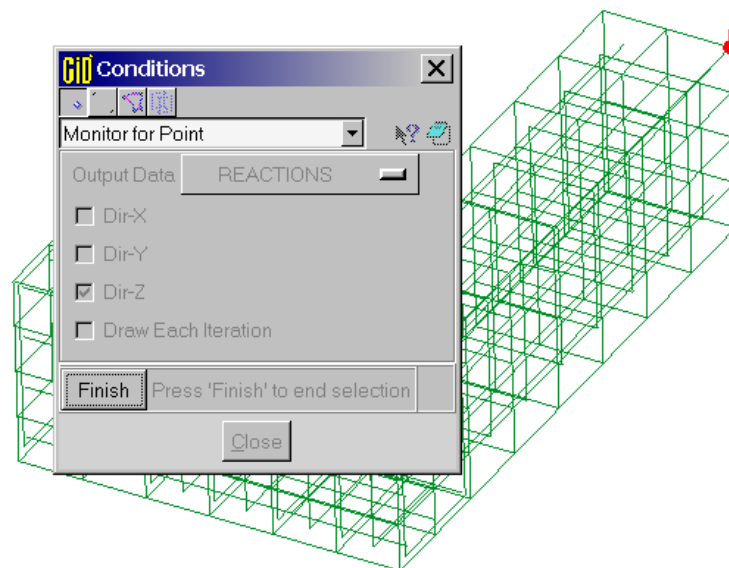 GiD Conditions
Monitor for Point
?
Output Data REACTIONS
Dir-X
Dir-Y
Dir-Z
Draw Each Iteration
Finish Press 'Finish' to end selection
Close